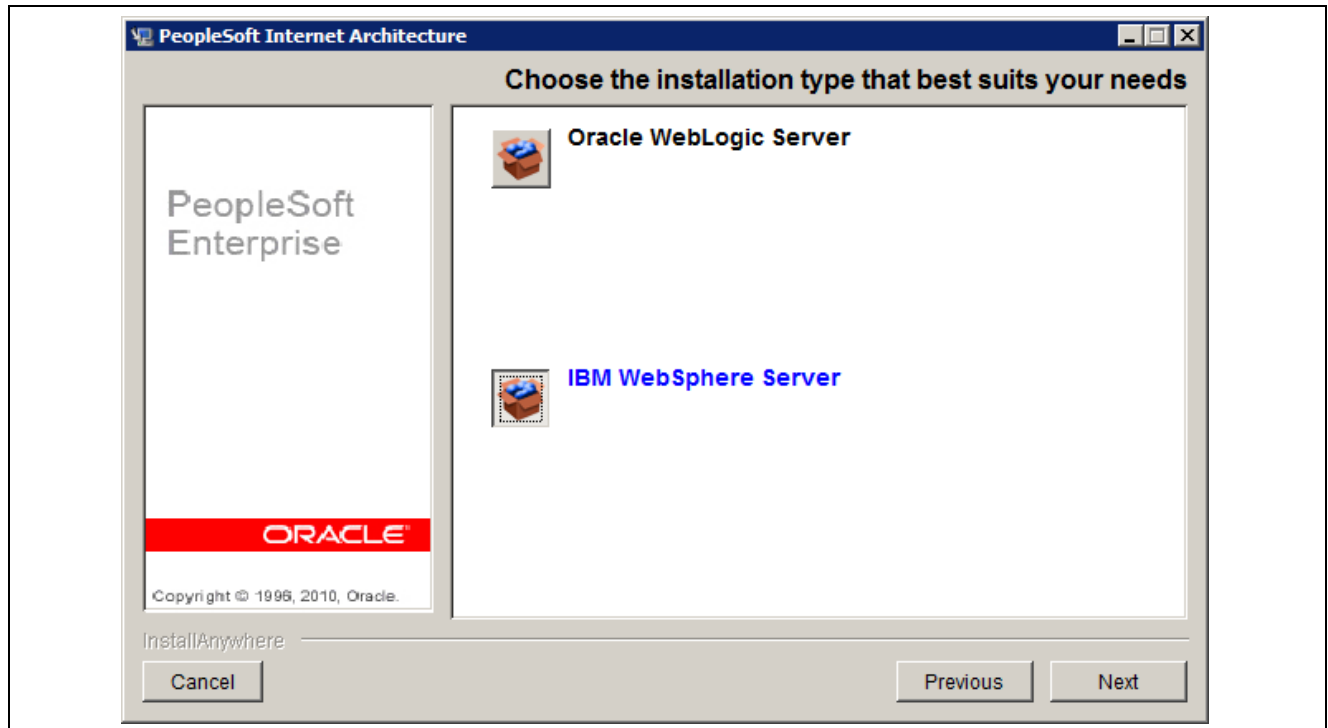 PeopleSoft Internet Architecture
Choose the installation type that best suits your needs
PeopleSoft
Enterprise
ORACLE
Copyright © 1996, 2010, Oracle.
Oracle WebLogic Server
IBM WebSphere Server
InstallAnywhere
Cancel
Previous
Next